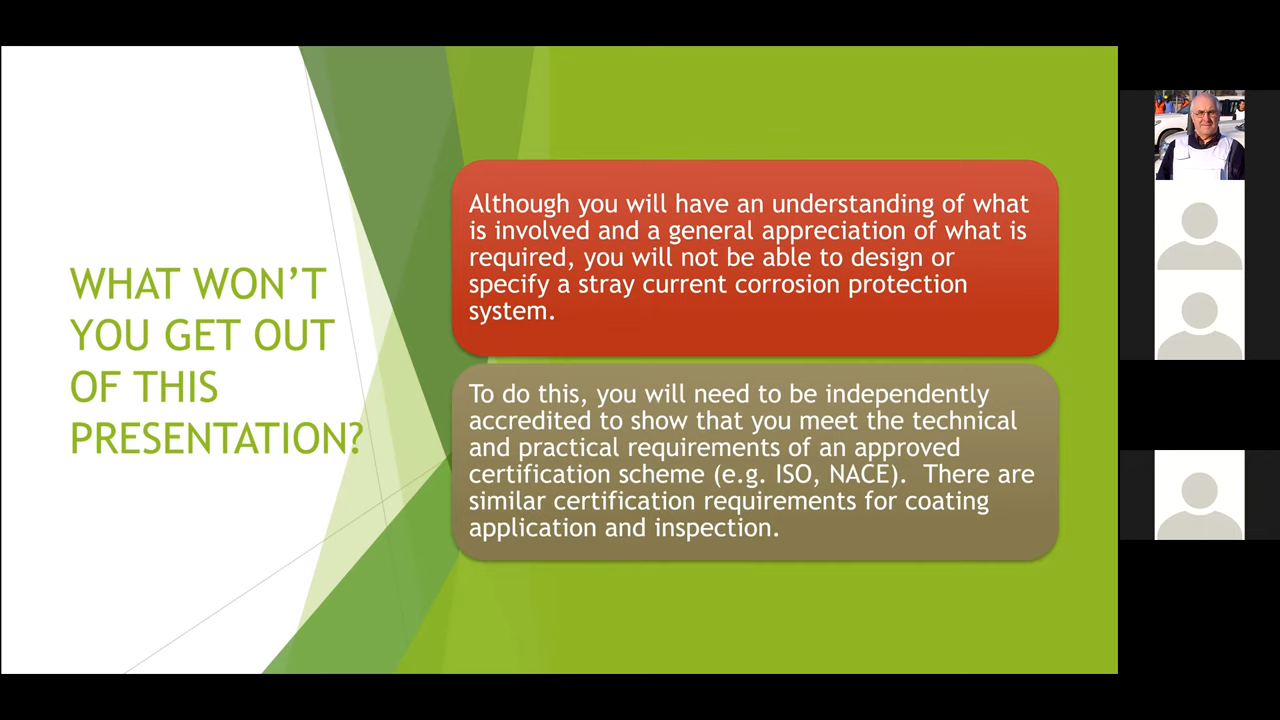 WHAT WON’T
YOU GET OUT
OF THIS
PRESENTATION?
Although you will have an understanding of what
is involved and a general appreciation of what is
required, you will not be able to design or
specify a stray current corrosion protection
system.
To do this, you will need to be independently
accredited to show that you meet the technical
and practical requirements of an approved
certification scheme (e.g. ISO, NACE).  There are
similar certification requirements for coating
application and inspection.